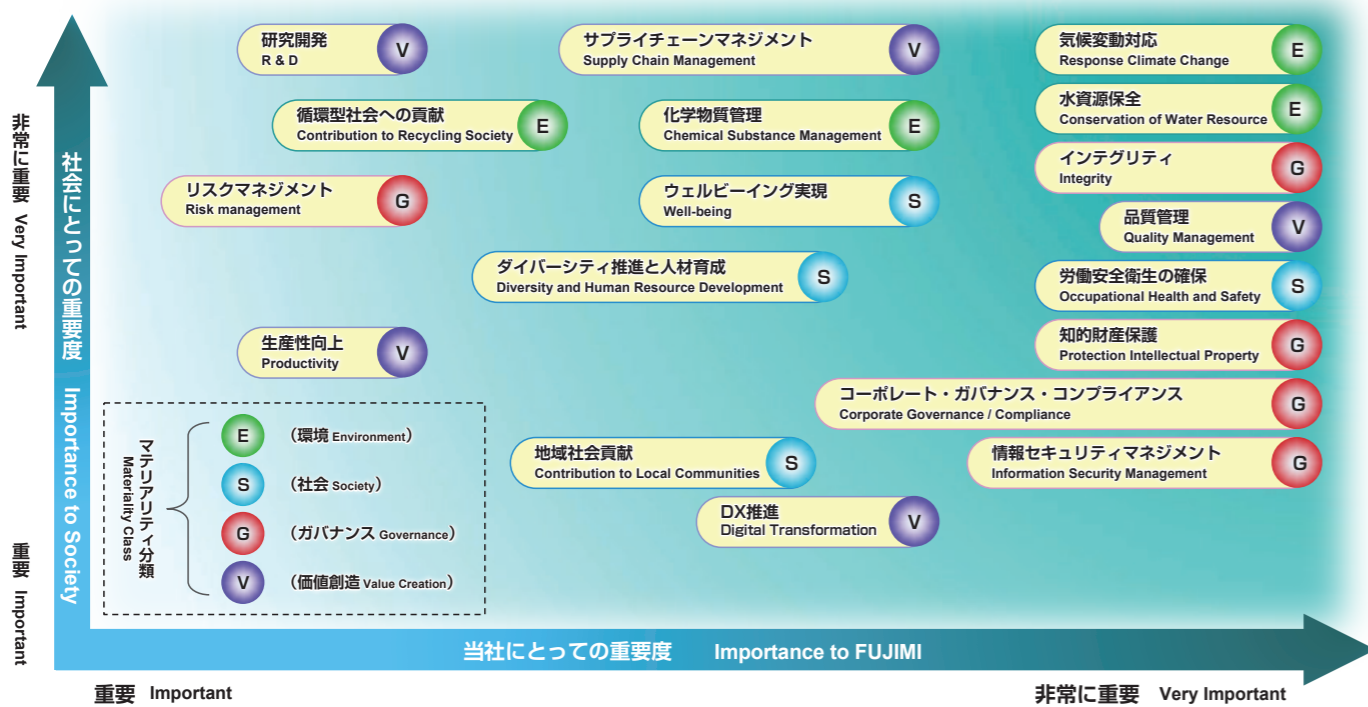 研究開発
R & D
V
サプライチェーンマネジメント
Supply Chain Management
V
気候変動対応
Response Climate Change
E
循環型社会への貢献
Contribution to Recycling Society
E
化学物質管理
Chemical Substance Management
E
水資源保全
Conservation of Water Resource
E
インテグリティ
Integrity
G
リスクマネジメント
Risk management
G
ウェルビーイング実現
Well-being
S
品質管理
Quality Management
V
ダイバーシティ推進と人材育成
Diversity and Human Resource Development
S
労働安全衛生の確保
Occupational Health and Safety
S
生産性向上
Productivity
V
知的財産保護
Protection Intellectual Property
G
コーポレート・ガバナンス・コンプライアンス
Corporate Governance / Compliance
G
地域社会貢献
Contribution to Local Communities
S
情報セキュリティマネジメント
Information Security Management
G
DX推進
Digital Transformation
V
マテリアリティ分類
Materiality Class
E （環境 Environment）
S （社会 Society）
G （ガバナンス Governance）
V （価値創造 Value Creation）
非常に重要 Very Important
重要 Important
社会にとっての重要度 Importance to Society
当社にとっての重要度 Importance to FUJIMI
重要 Important
非常に重要 Very Important